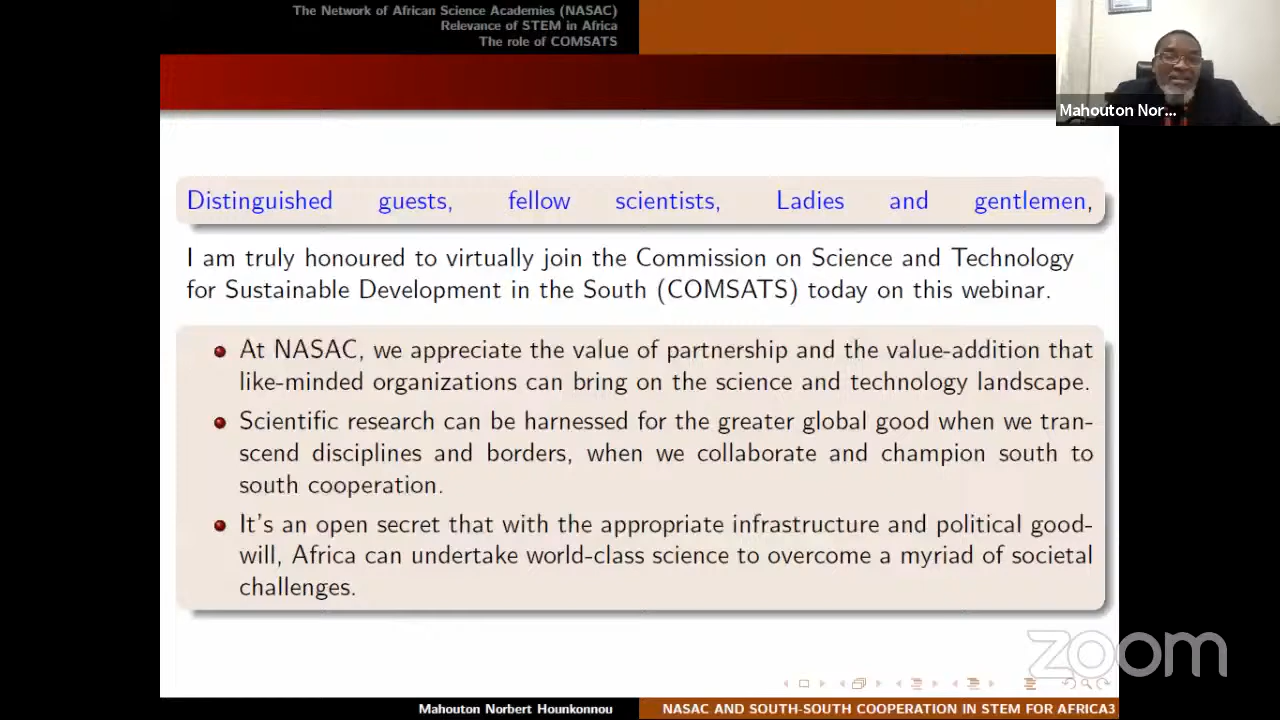 The Network of African Science Academies (NASAC)
Relevance of STEM in Africa
The role of COMSATS
Mahouton Nor...
Distinguished guests, fellow scientists, Ladies and gentlemen,
I am truly honoured to virtually join the Commission on Science and Technology
for Sustainable Development in the South (COMSATS) today on this webinar.
At NASAC, we appreciate the value of partnership and the value-addition that
like-minded organizations can bring on the science and technology landscape.
Scientific research can be harnessed for the greater global good when we tran-
scend disciplines and borders, when we collaborate and champion south to
south cooperation.
It's an open secret that with the appropriate infrastructure and political good-
will, Africa can undertake world-class science to overcome a myriad of societal
challenges.
zoom
Mahouton Norbert Hounkonnou
NASAC AND SOUTH-SOUTH COOPERATION IN STEM FOR AFRICA3